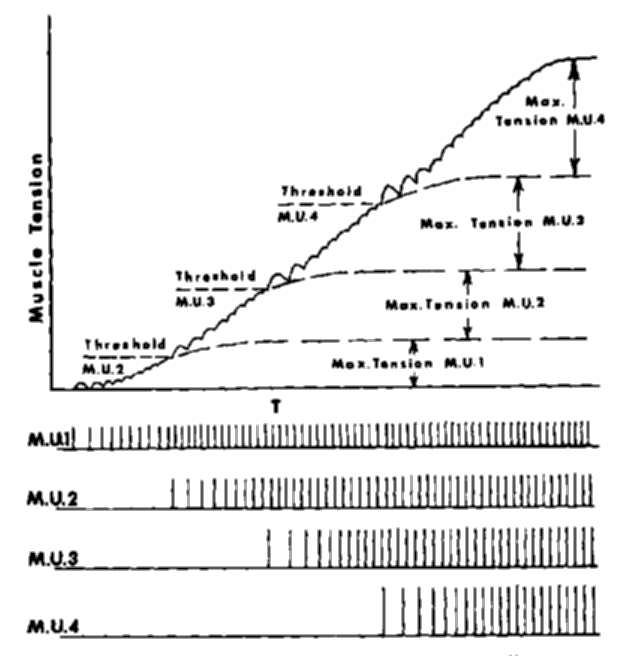 Max.
Tension M.U.4
Threshold
M.U.4
Max. Tension M.U.3
Muscle Tension
Threshold
M.U.3
Max. Tension M.U.2
Threshold
M.U.2
Max. Tension M.U.1
T
M.U.1
M.U.2
M.U.3
M.U.4